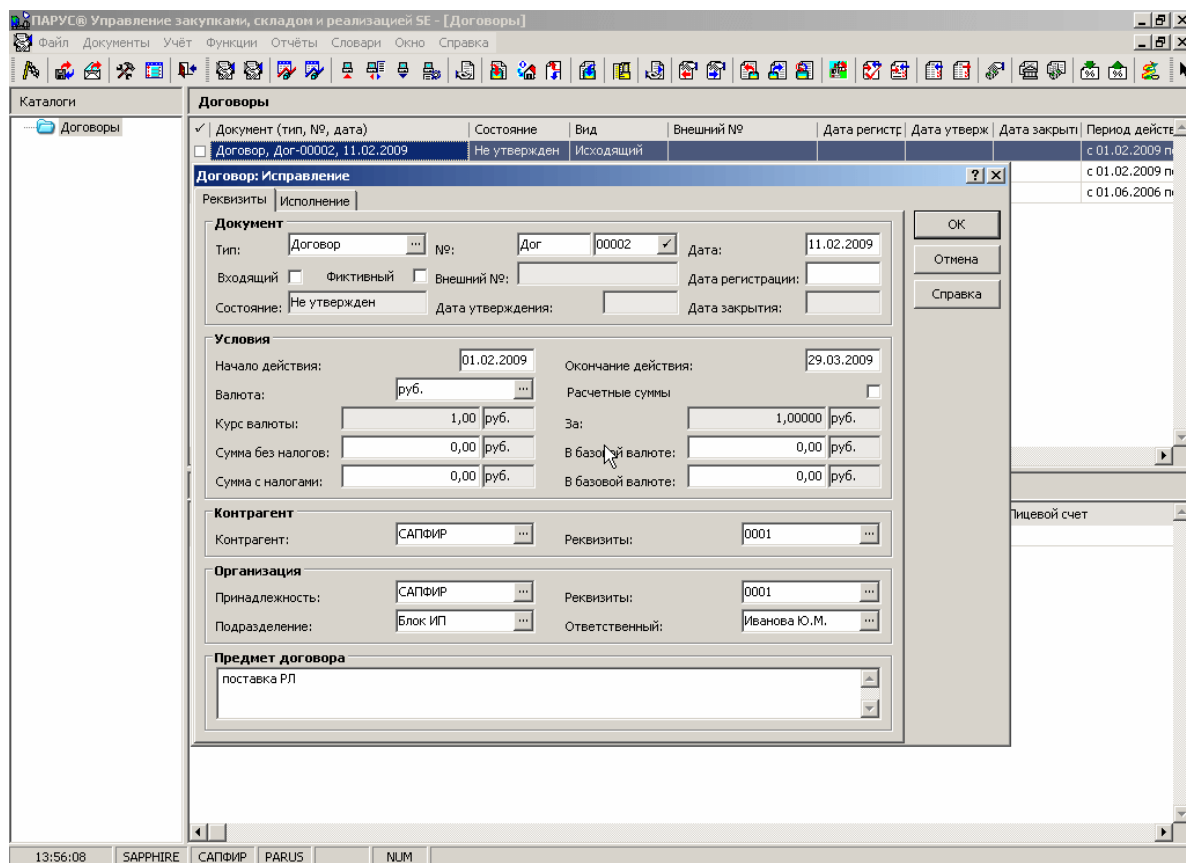 ПАРУС® Управление закупками, складом и реализацией SE - [Договоры]
Файл Документы Учёт Функции Отчёты Словари Окно Справка
Каталоги
Договоры
Договоры
Документ (тип, №, дата) Состояние Вид Внешний № Дата регистр Дата утверж Дата закрыти Период действ
Договор, Дог-00002, 11.02.2009 Не утвержден Исходящий с 01.02.2009 по
с 01.02.2009 по
с 01.06.2006 по
Договор: Исправление
Реквизиты Исполнение
Документ
Тип: Договор ... №: Дог 00002 Дата: 11.02.2009
Входящий Фиктивный Внешний №: Дата регистрации:
Состояние: Не утвержден Дата утверждения: Дата закрытия:
Условия
Начало действия: 01.02.2009 Окончание действия: 29.03.2009
Валюта: руб. ... Расчетные суммы
Курс валюты: 1,00 руб. За: 1,00000 руб.
Сумма без налогов: 0,00 руб. В базовой валюте: 0,00 руб.
Сумма с налогами: 0,00 руб. В базовой валюте: 0,00 руб.
Контрагент
Контрагент: САПФИР ... Реквизиты: 0001 ...
Организация
Принадлежность: САПФИР ... Реквизиты: 0001 ...
Подразделение: Блок ИП ... Ответственный: Иванова Ю.М. ...
Предмет договора
поставка РЛ
ОК
Отмена
Справка
Лицевой счет
13:56:08 SAPPHIRE САПФИР PARUS NUM